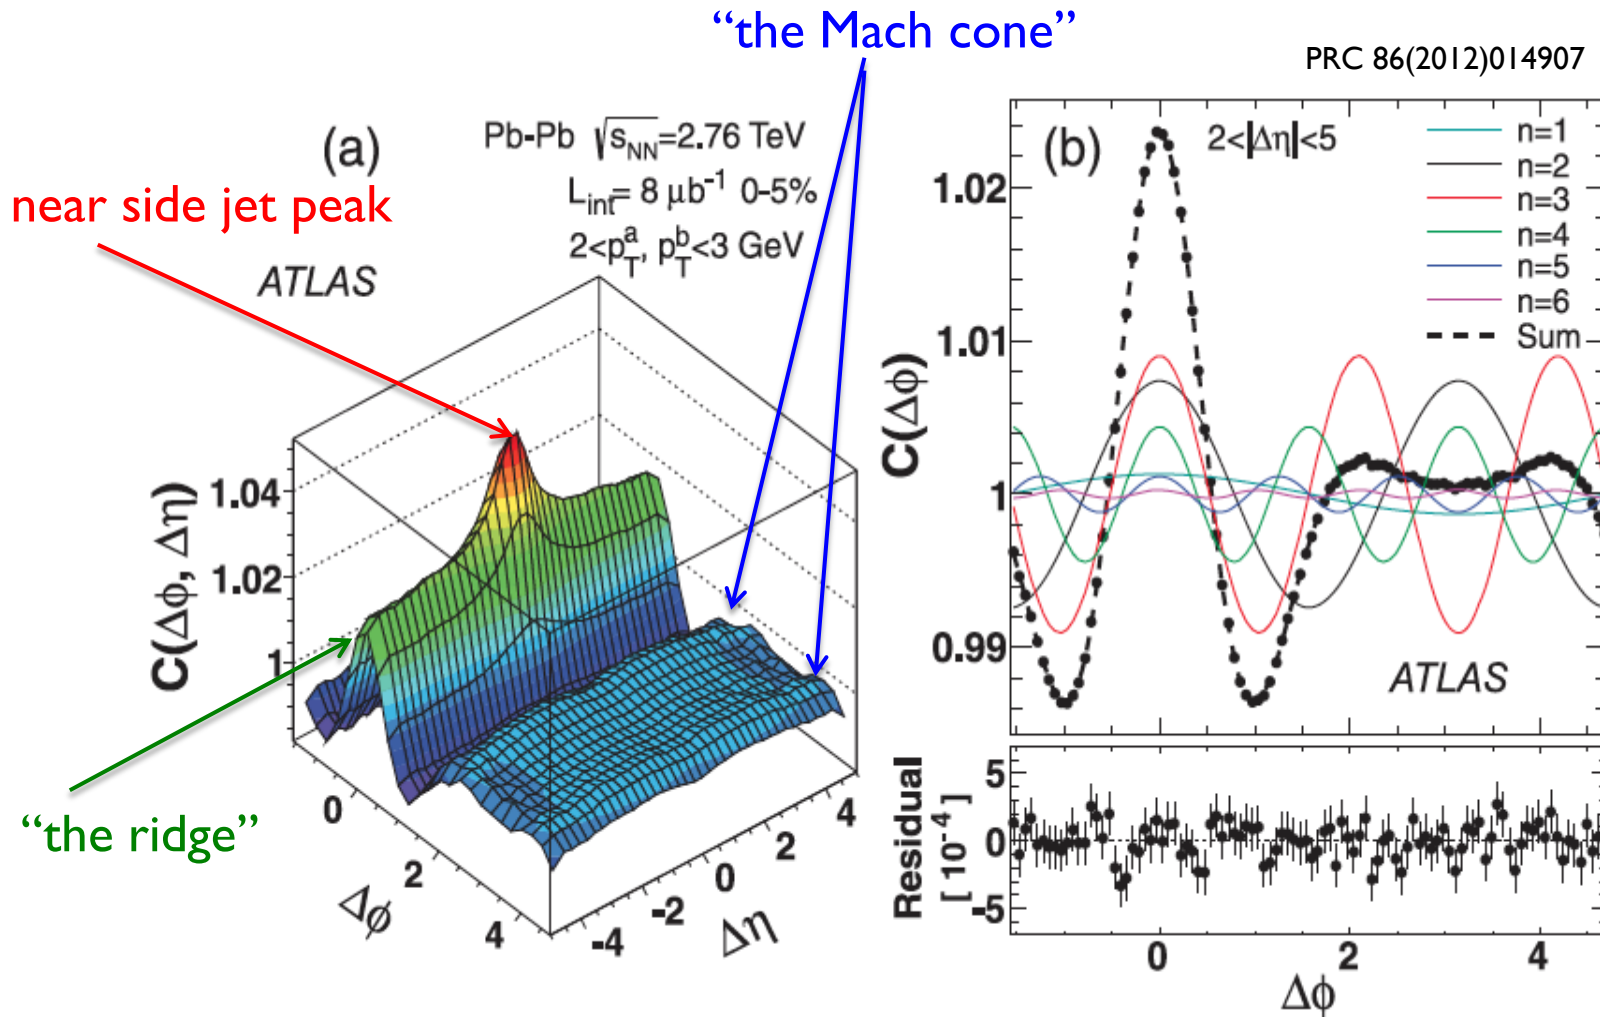 “the Mach cone”
PRC 86(2012)014907
near side jet peak
“the ridge”
(a)
Pb-Pb √sNN=2.76 TeV
Lint= 8 μb-1 0-5%
2<pTa, pTb<3 GeV
ATLAS
C(Δϕ, Δη)
1.04
1.02
1
0
2
4
Δϕ
-4
-2
0
2
4
Δη
(b)
2<|Δη|<5
n=1
n=2
n=3
n=4
n=5
n=6
Sum
C(Δϕ)
1.02
1.01
1
0.99
ATLAS
Residual
[ 10-4 ]
5
0
-5
0
2
4
Δϕ